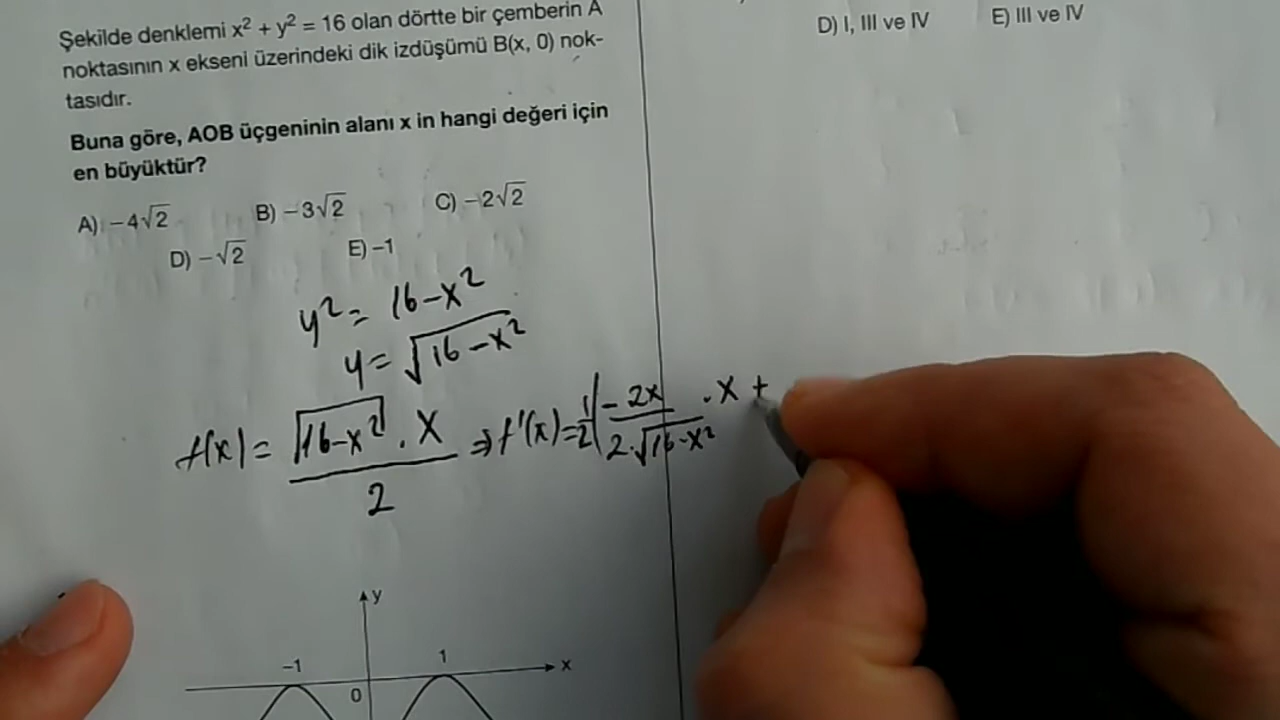 Şekilde denklemi x² + y² = 16 olan dörtte bir çemberin A
noktasının x ekseni üzerindeki dik izdüşümü B(x, 0) nok-
tasıdır.
Buna göre, AOB üçgeninin alanı x in hangi değeri için
en büyüktür?
A) –4√2 B) –3√2 C) –2√2
D) –√2 E) –1
y² = 16-x²
y = √(16-x²)
f(x) = (√(16-x²) . x)/2 ⇒ f'(x) = 1/2 (-2x/(2.√(16-x²)) . x +
y
-1 1 x
0
D) I, III ve IV E) III ve IV